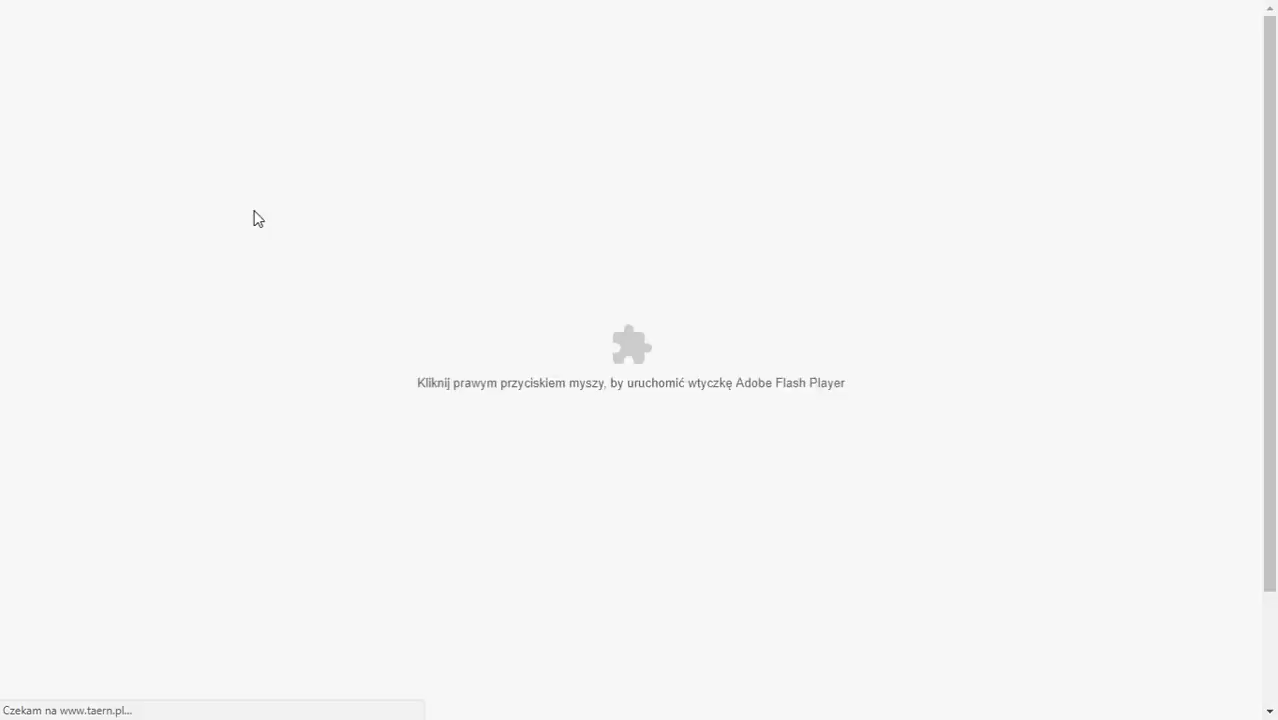 Kliknij prawym przyciskiem myszy, by uruchomić wtyczkę Adobe Flash Player
Czekam na www.taern.pl...